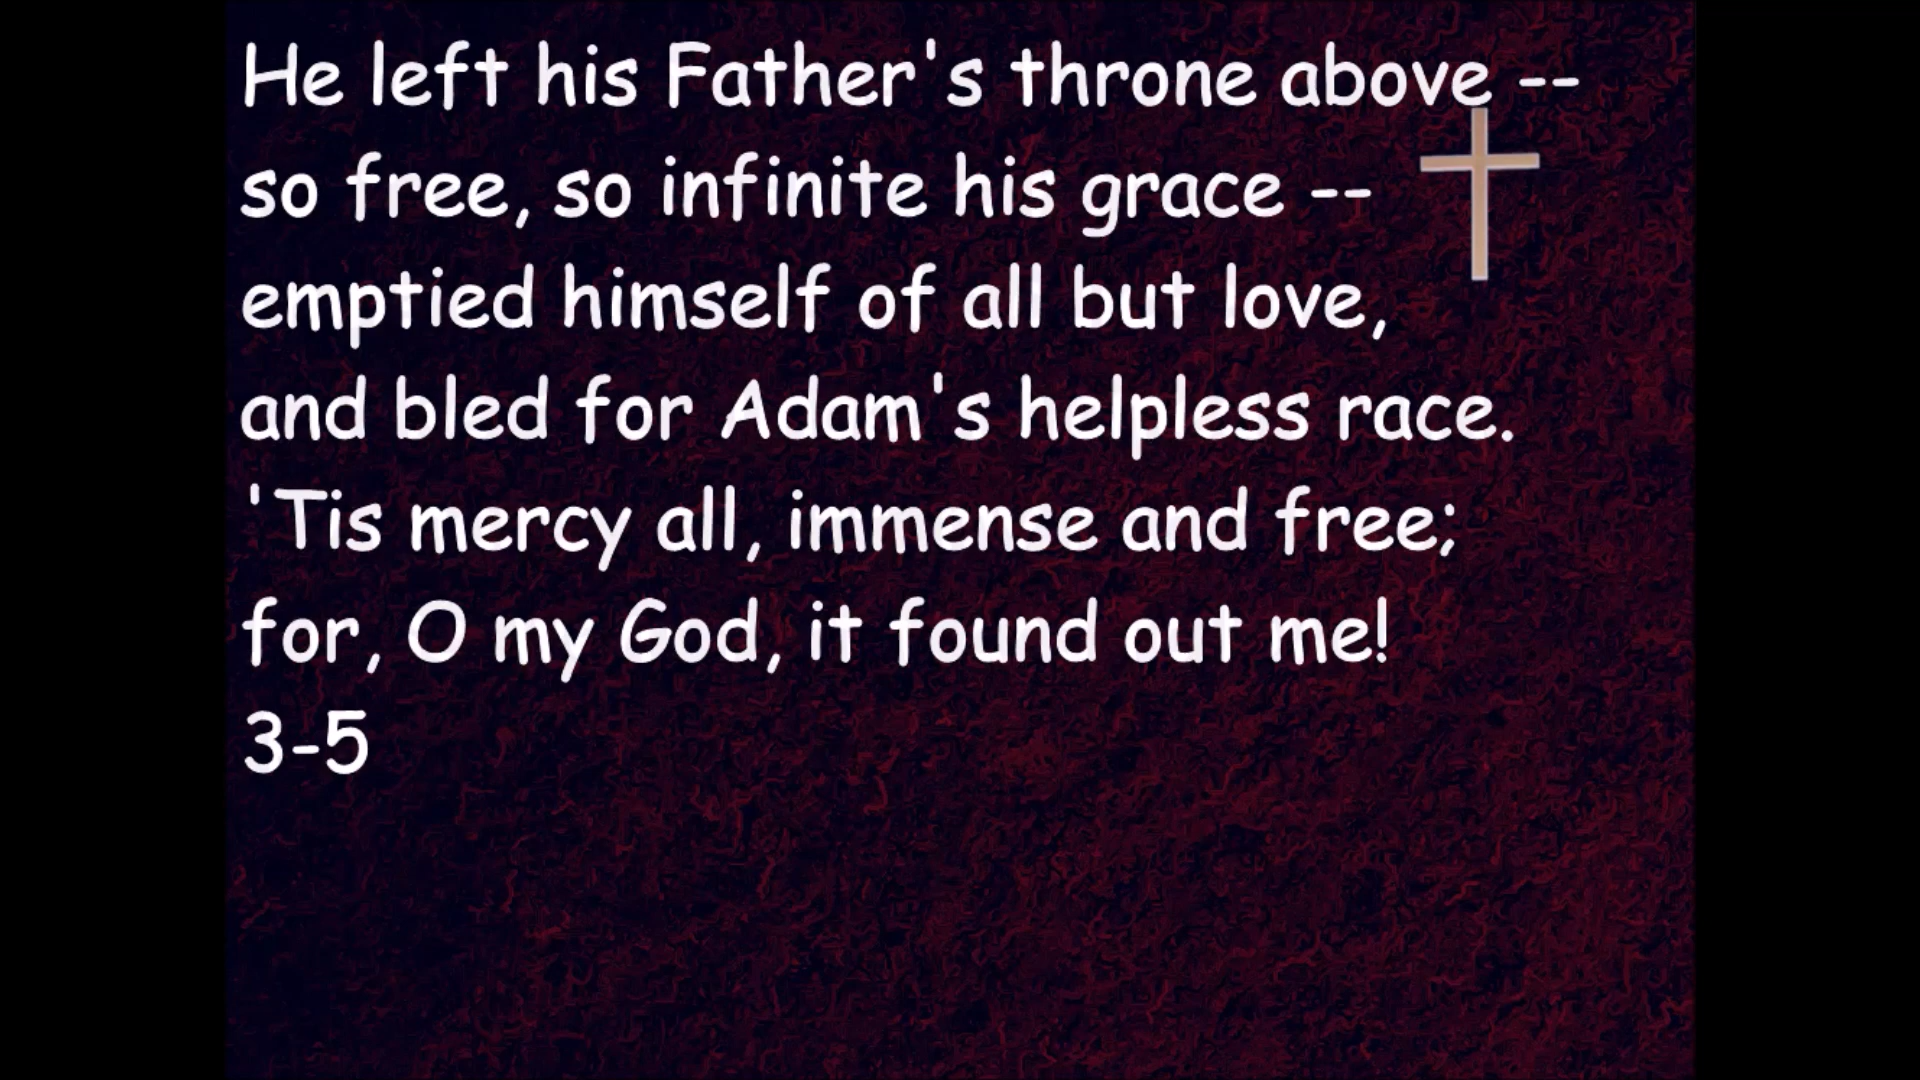 He left his Father's throne above --
so free, so infinite his grace --
emptied himself of all but love,
and bled for Adam's helpless race.
'Tis mercy all, immense and free;
for, O my God, it found out me!
3-5